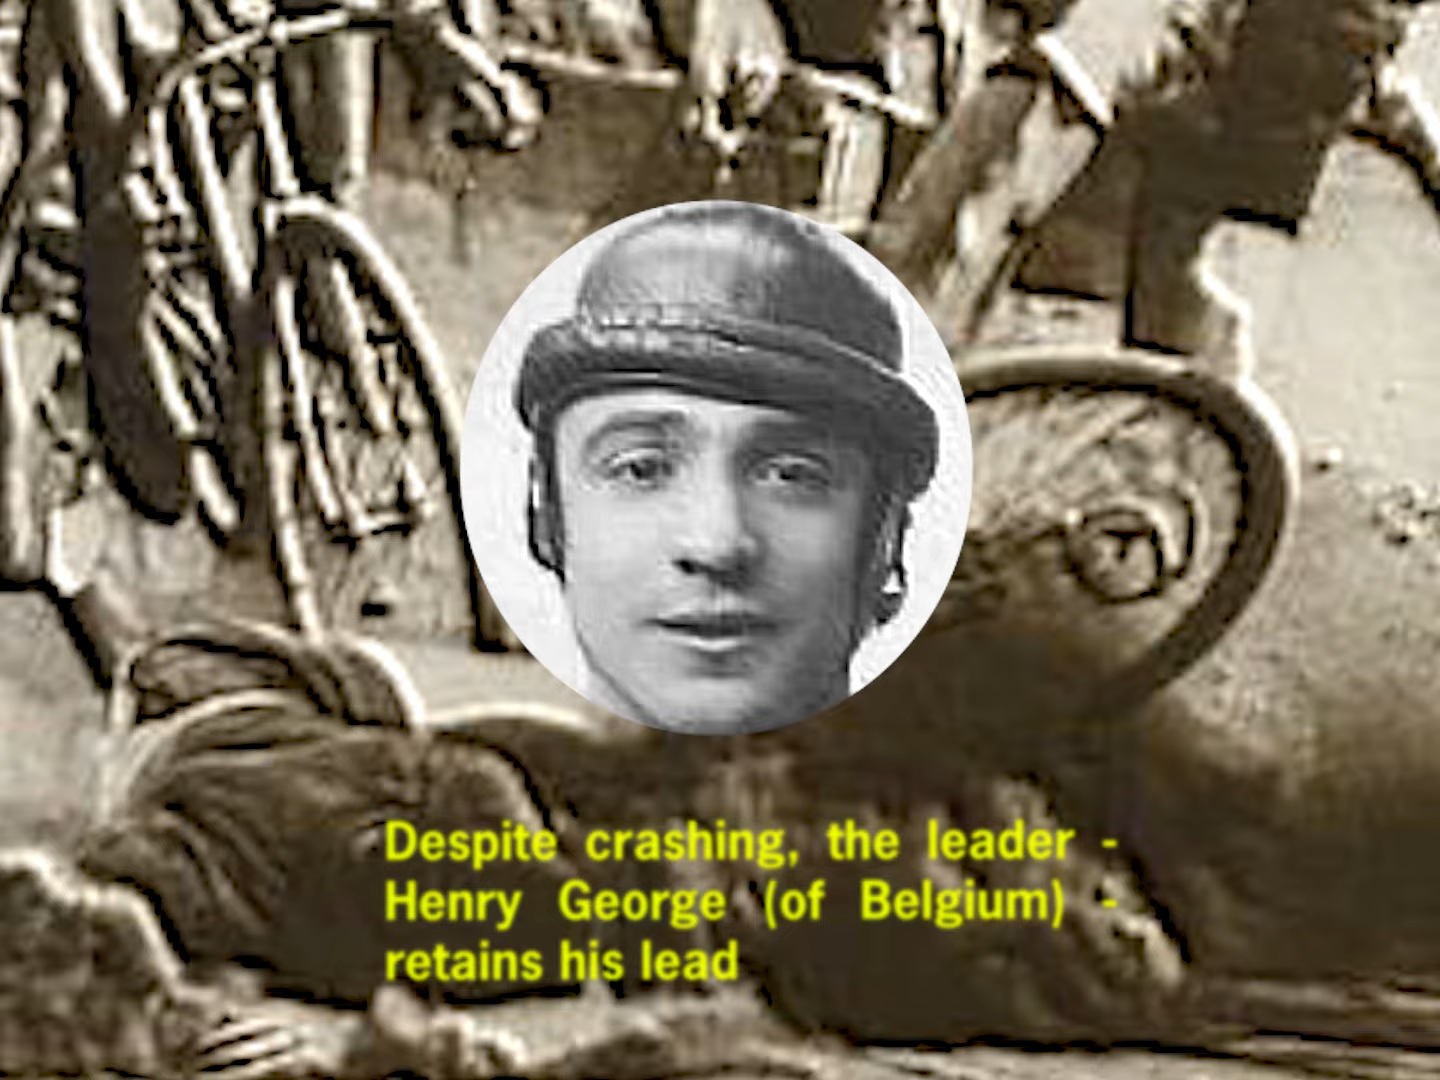 Despite crashing, the leader -
Henry George (of Belgium) -
retains his lead